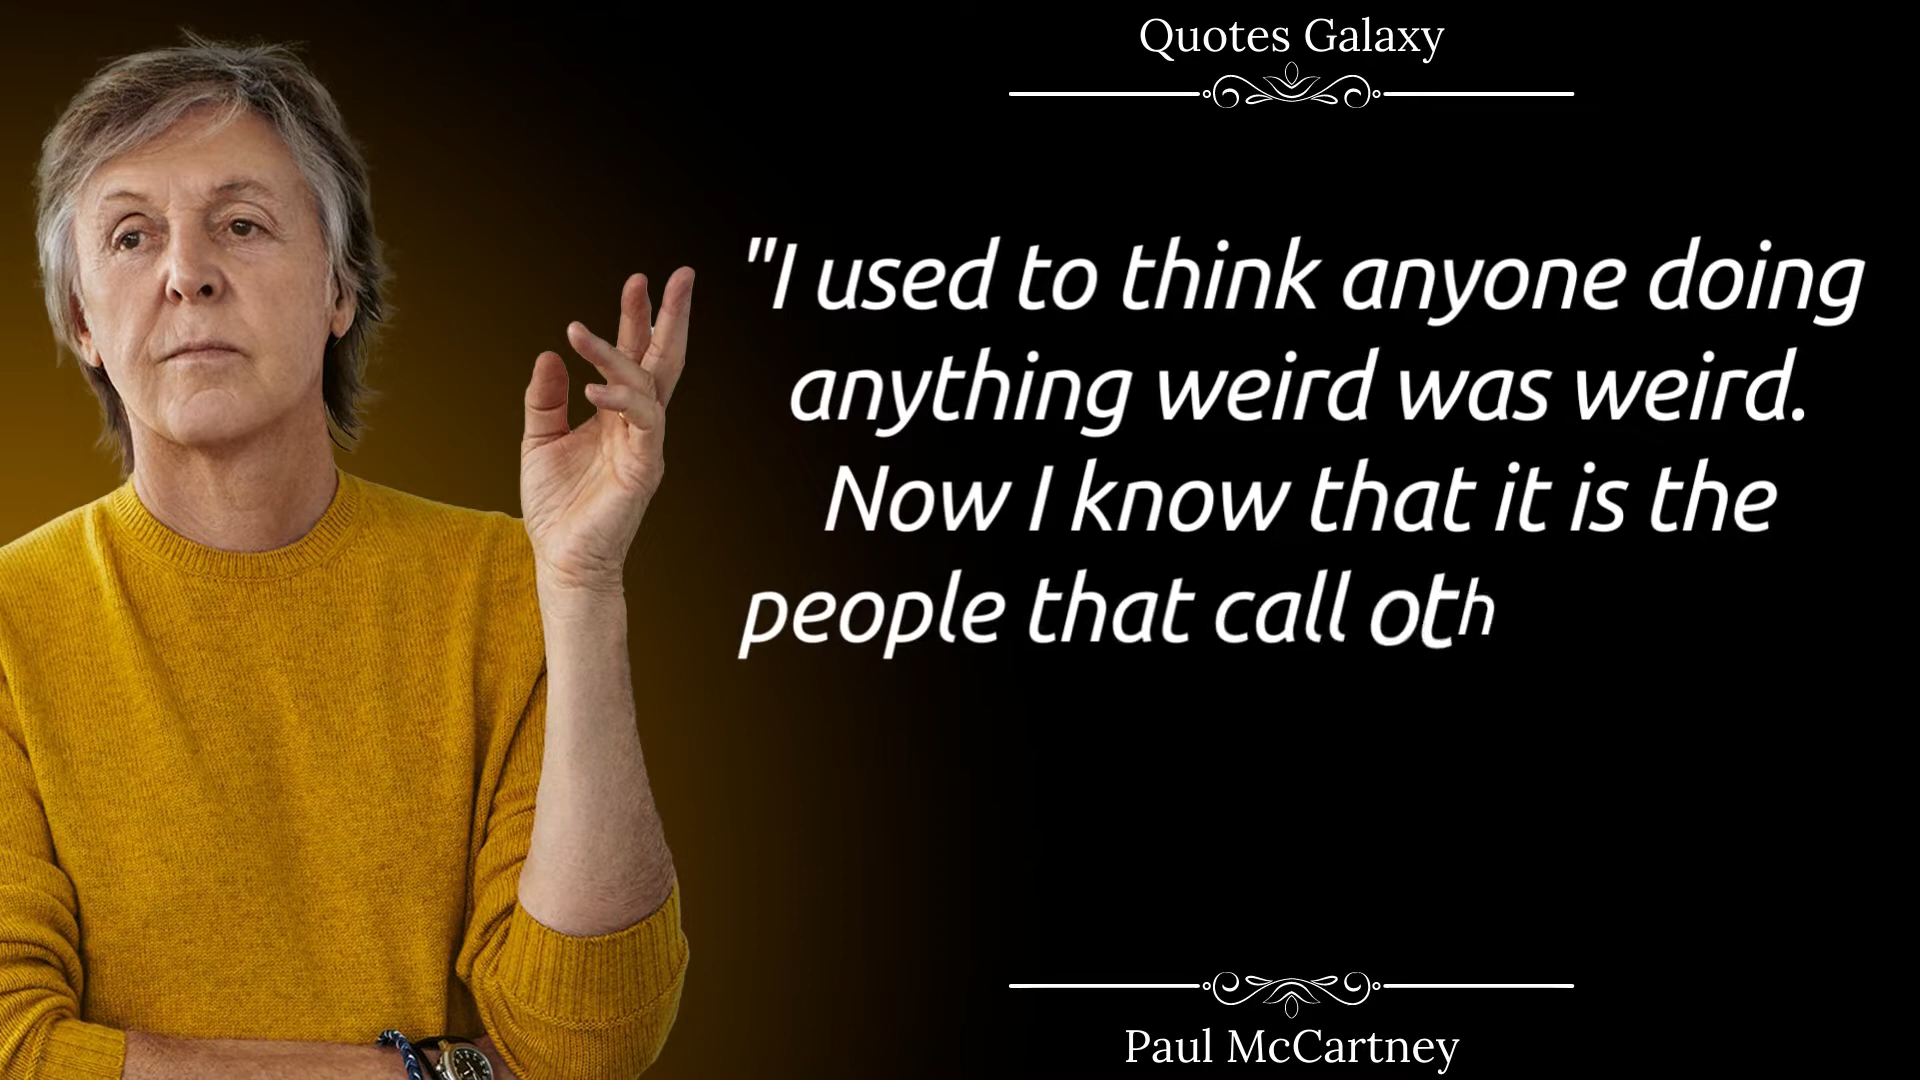 Quotes Galaxy
"I used to think anyone doing
anything weird was weird.
Now I know that it is the
people that call oth
Paul McCartney